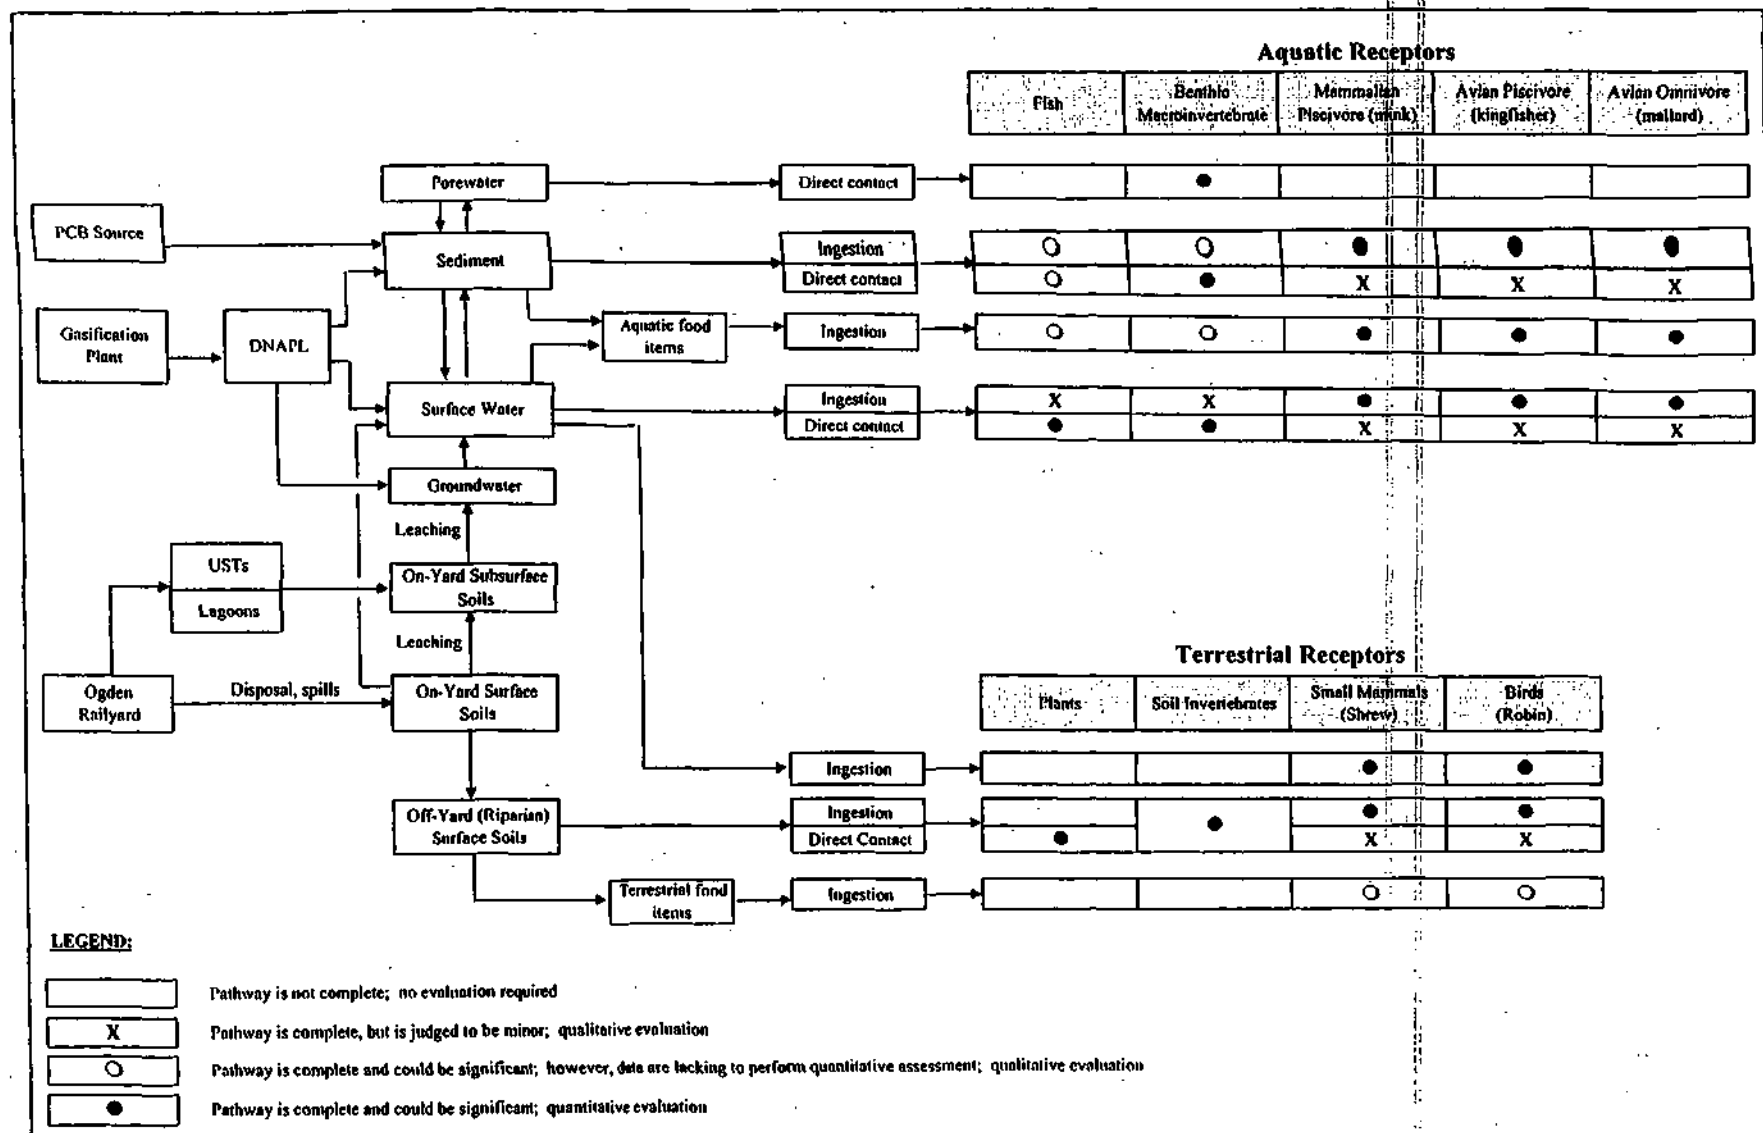 Aquatic Receptors
Fish
Benthic
Macroinvertebrate
Mammalian
Piscivore (mink)
Avian Piscivore
(kingfisher)
Avian Omnivore
(mallard)
Porewater
Direct contact
PCB Source
Sediment
Ingestion
Direct contact
X
X
X
Gasification
Plant
DNAPL
Aquatic food
items
Ingestion
Surface Water
Ingestion
X
X
Direct contact
X
X
X
Groundwater
Leaching
USTs
Lagoons
On-Yard Subsurface
Soils
Leaching
Ogden
Railyard
Disposal, spills
On-Yard Surface
Soils
Terrestrial Receptors
Plants
Soil Invertebrates
Small Mammals
(Shrew)
Birds
(Robin)
Ingestion
Off-Yard (Riparian)
Surface Soils
Ingestion
Direct Contact
X
X
Terrestrial food
items
Ingestion
LEGEND:
Pathway is not complete; no evaluation required
X Pathway is complete, but is judged to be minor; qualitative evaluation
Pathway is complete and could be significant; however, data are lacking to perform quantitative assessment; qualitative evaluation
Pathway is complete and could be significant; quantitative evaluation